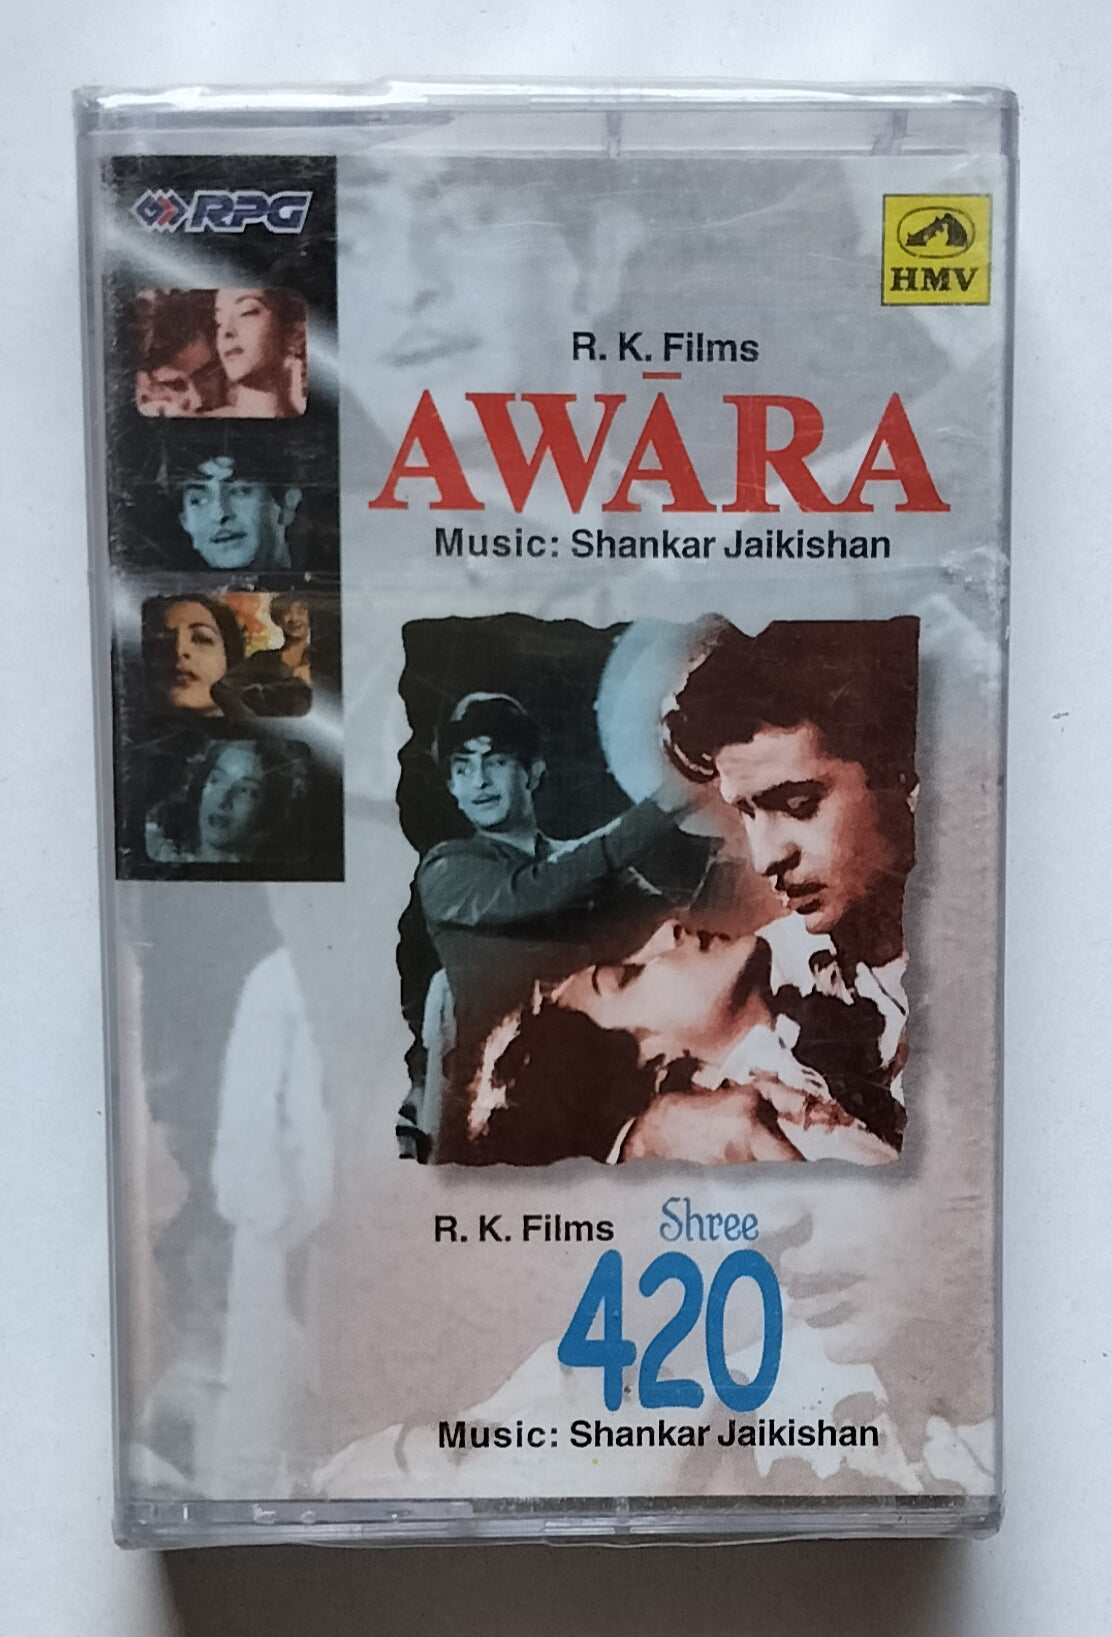 RPG
HMV
R. K. Films
AWĀRA
Music: Shankar Jaikishan
R. K. Films Shree
420
Music: Shankar Jaikishan